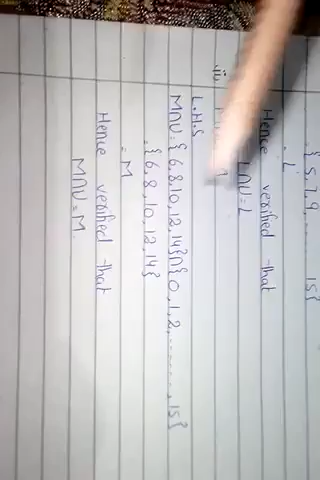 {5,7,9, ........ 15}
= L
Hence verified that
L∩U = L
iii
L.H.S
M∩U = {6,8,10,12,14}∩{0,1,2,........,15}
= {6,8,10,12,14}
= M
Hence verified that
M∩U = M.